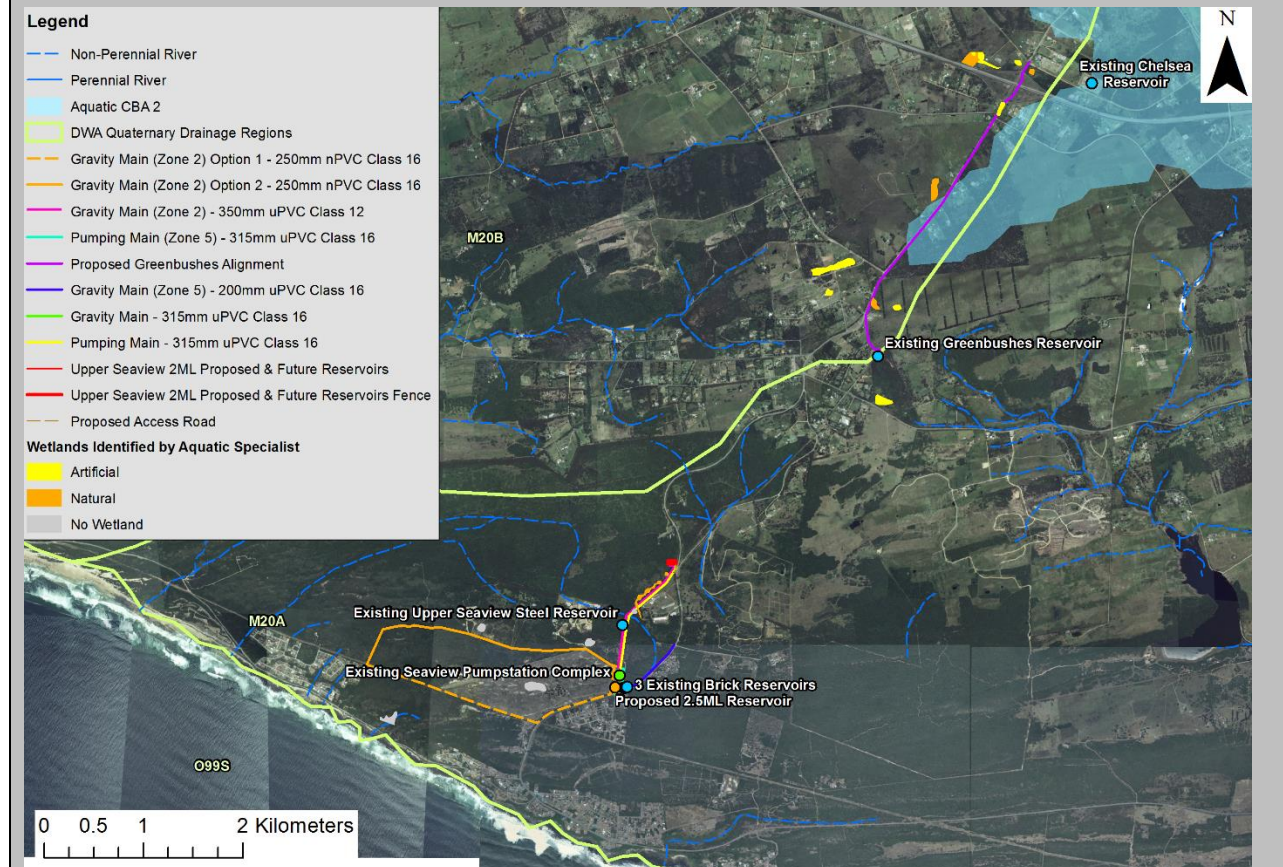 Legend
Non-Perennial River
Perennial River
Aquatic CBA 2
DWA Quaternary Drainage Regions
Gravity Main (Zone 2) Option 1 - 250mm nPVC Class 16
Gravity Main (Zone 2) Option 2 - 250mm nPVC Class 16
Gravity Main (Zone 2) - 350mm uPVC Class 12
Pumping Main (Zone 5) - 315mm uPVC Class 16
Proposed Greenbushes Alignment
Gravity Main (Zone 5) - 200mm uPVC Class 16
Gravity Main - 315mm uPVC Class 16
Pumping Main - 315mm uPVC Class 16
Upper Seaview 2ML Proposed & Future Reservoirs
Upper Seaview 2ML Proposed & Future Reservoirs Fence
Proposed Access Road
Wetlands Identified by Aquatic Specialist
Artificial
Natural
No Wetland
N
Existing Chelsea
Reservoir
M20B
Existing Greenbushes Reservoir
Existing Upper Seaview Steel Reservoir
M20A
Existing Seaview Pumpstation Complex
3 Existing Brick Reservoirs
Proposed 2.5ML Reservoir
O99S
0 0.5 1 2 Kilometers